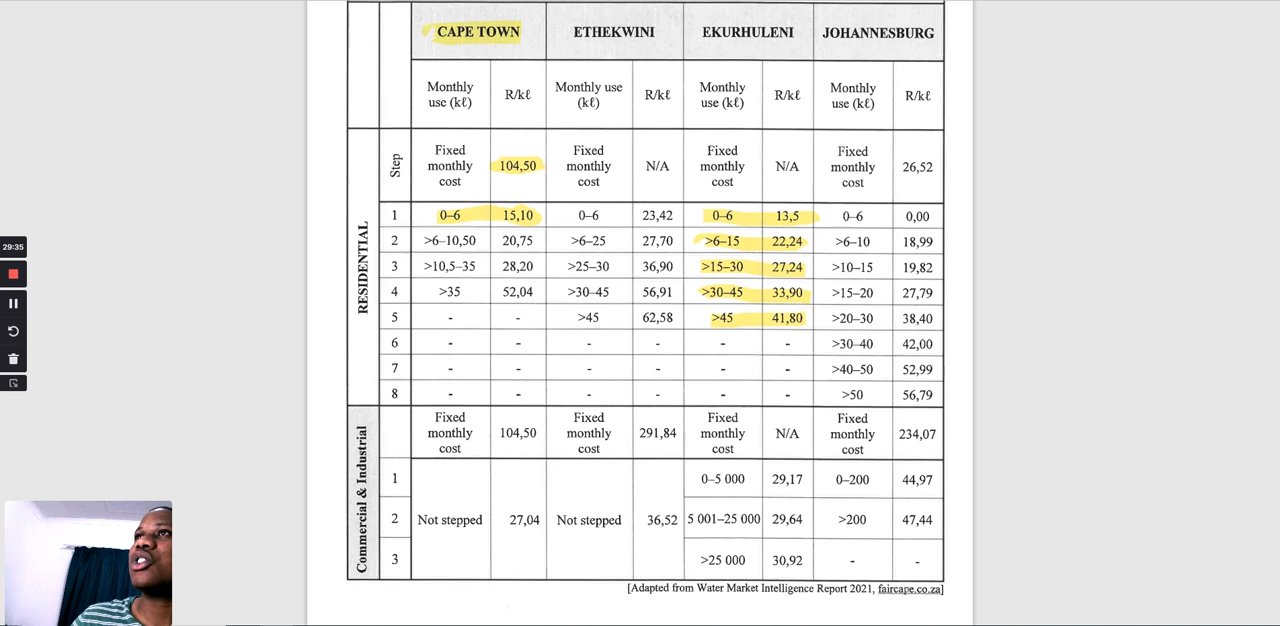 CAPE TOWN ETHEKWINI EKURHULENI JOHANNESBURG
Monthly use (kℓ) R/kℓ Monthly use (kℓ) R/kℓ Monthly use (kℓ) R/kℓ Monthly use (kℓ) R/kℓ
RESIDENTIAL
Step Fixed monthly cost 104,50 Fixed monthly cost N/A Fixed monthly cost N/A Fixed monthly cost 26,52
1 0–6 15,10 0–6 23,42 0–6 13,5 0–6 0,00
2 >6–10,50 20,75 >6–25 27,70 >6–15 22,24 >6–10 18,99
3 >10,5–35 28,20 >25–30 36,90 >15–30 27,24 >10–15 19,82
4 >35 52,04 >30–45 56,91 >30–45 33,90 >15–20 27,79
5 - - >45 62,58 >45 41,80 >20–30 38,40
6 - - - - - - >30–40 42,00
7 - - - - - - >40–50 52,99
8 - - - - - - >50 56,79
Commercial & Industrial
Fixed monthly cost 104,50 Fixed monthly cost 291,84 Fixed monthly cost N/A Fixed monthly cost 234,07
1 0–5 000 29,17 0–200 44,97
2 Not stepped 27,04 Not stepped 36,52 5 001–25 000 29,64 >200 47,44
3 >25 000 30,92 - -
[Adapted from Water Market Intelligence Report 2021, faircape.co.za]
29:35